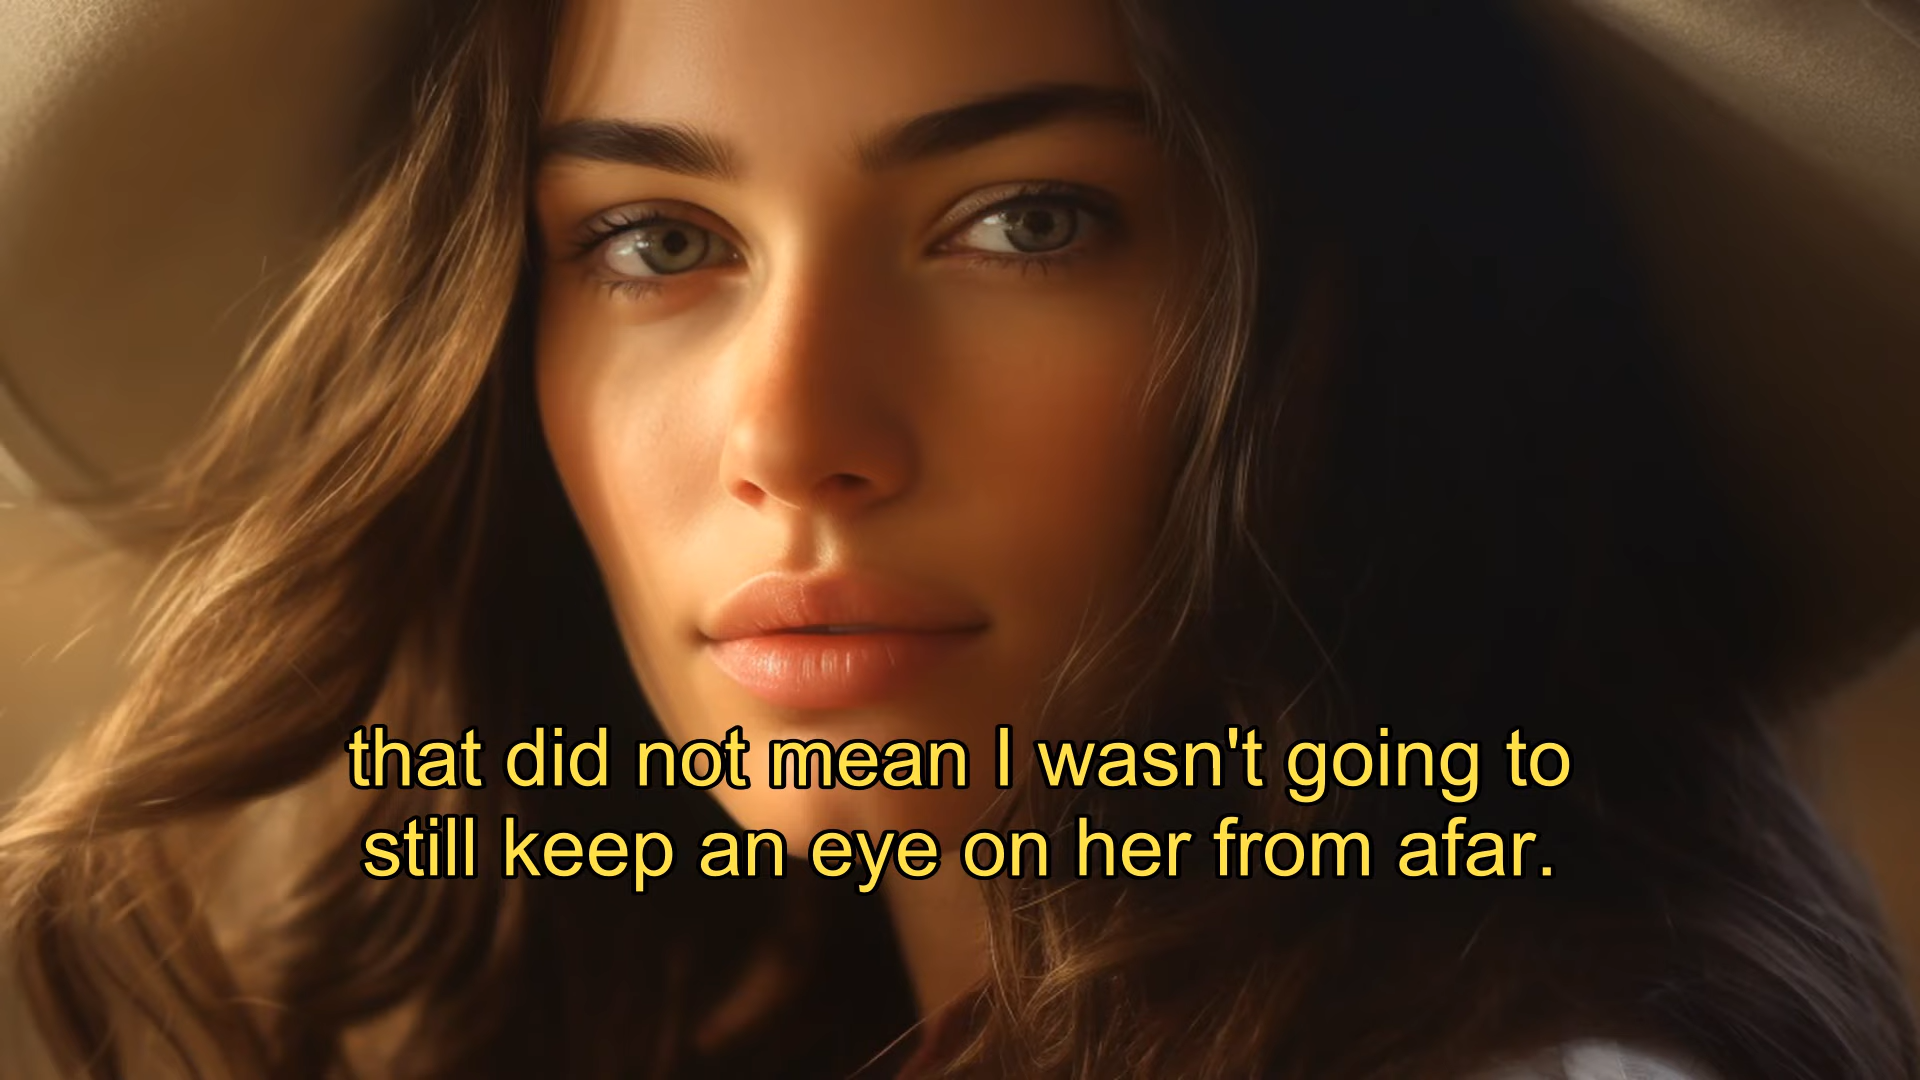 that did not mean I wasn't going to
still keep an eye on her from afar.